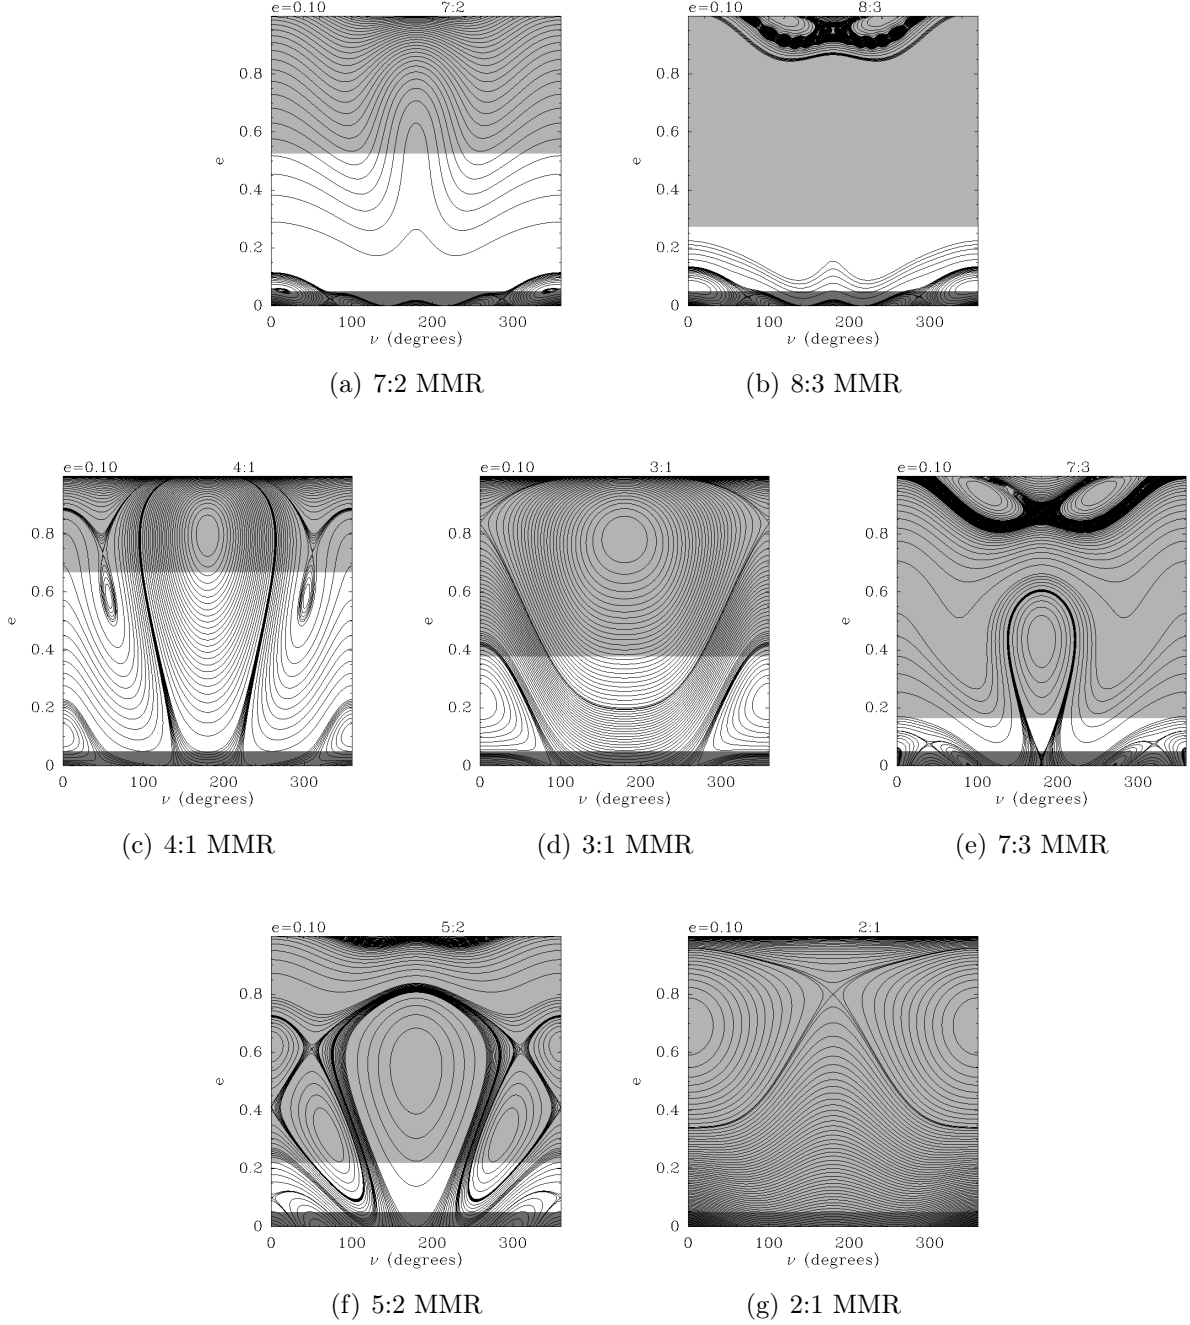 e=0.10 7:2
e
0.8
0.6
0.4
0.2
0
0 100 200 300
ν (degrees)
(a) 7:2 MMR
e=0.10 8:3
e
0.8
0.6
0.4
0.2
0
0 100 200 300
ν (degrees)
(b) 8:3 MMR
e=0.10 4:1
e
0.8
0.6
0.4
0.2
0
0 100 200 300
ν (degrees)
(c) 4:1 MMR
e=0.10 3:1
e
0.8
0.6
0.4
0.2
0
0 100 200 300
ν (degrees)
(d) 3:1 MMR
e=0.10 7:3
e
0.8
0.6
0.4
0.2
0
0 100 200 300
ν (degrees)
(e) 7:3 MMR
e=0.10 5:2
e
0.8
0.6
0.4
0.2
0
0 100 200 300
ν (degrees)
(f) 5:2 MMR
e=0.10 2:1
e
0.8
0.6
0.4
0.2
0
0 100 200 300
ν (degrees)
(g) 2:1 MMR